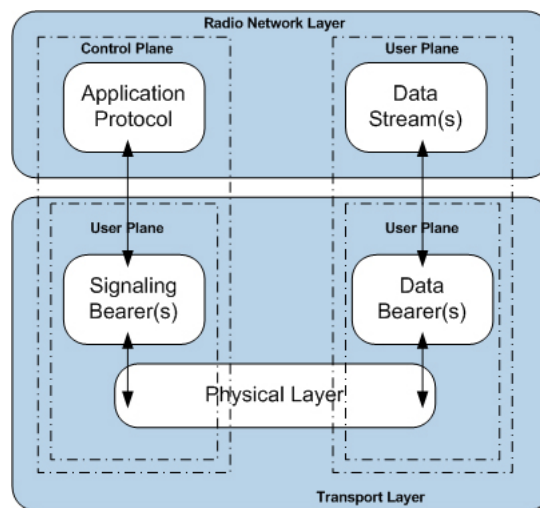 Radio Network Layer
Control Plane
User Plane
Application
Protocol
Data
Stream(s)
User Plane
User Plane
Signaling
Bearer(s)
Data
Bearer(s)
Physical Layer
Transport Layer